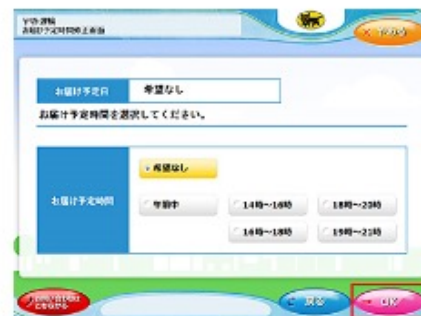 お届け予定時間修正画面
やめる
お届け予定日 希望なし
お届け予定時間を選択してください。
お届け予定時間
希望なし
午前中 14時〜16時 18時〜20時
16時〜18時 19時〜21時
戻る OK